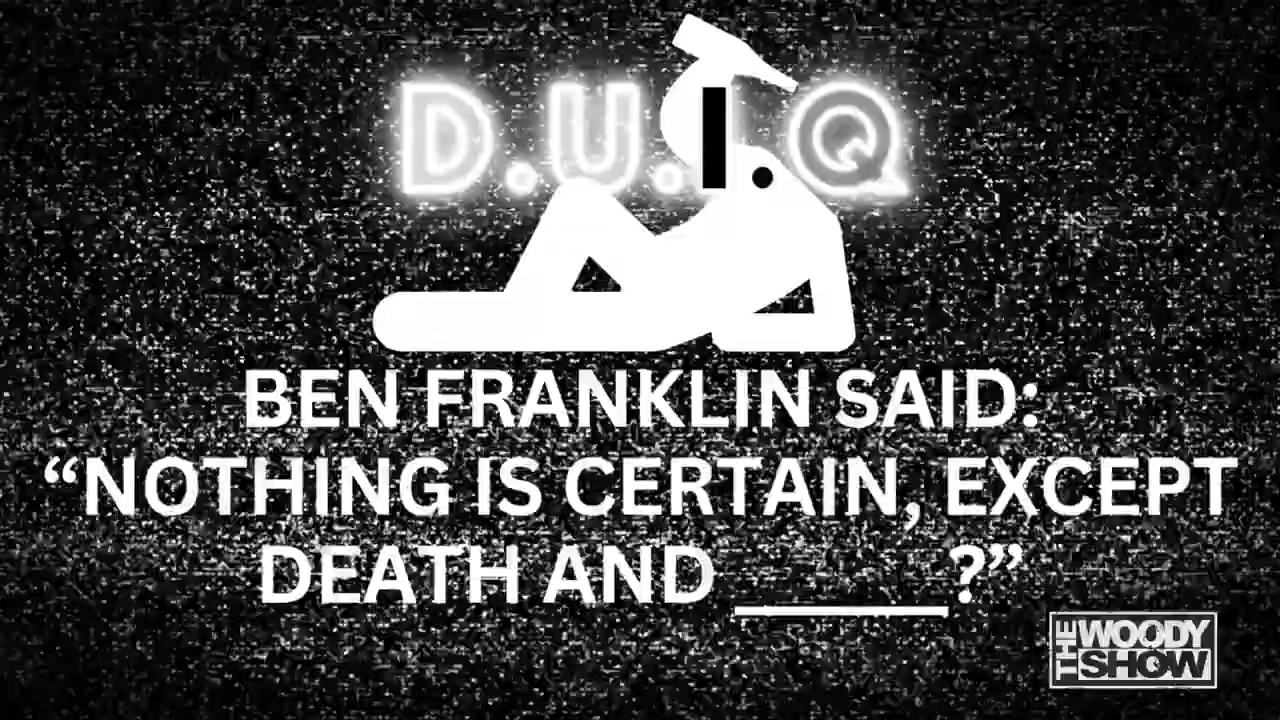 D.U.I.Q
BEN FRANKLIN SAID:
“NOTHING IS CERTAIN, EXCEPT
DEATH AND _____?”
THE WOODY SHOW